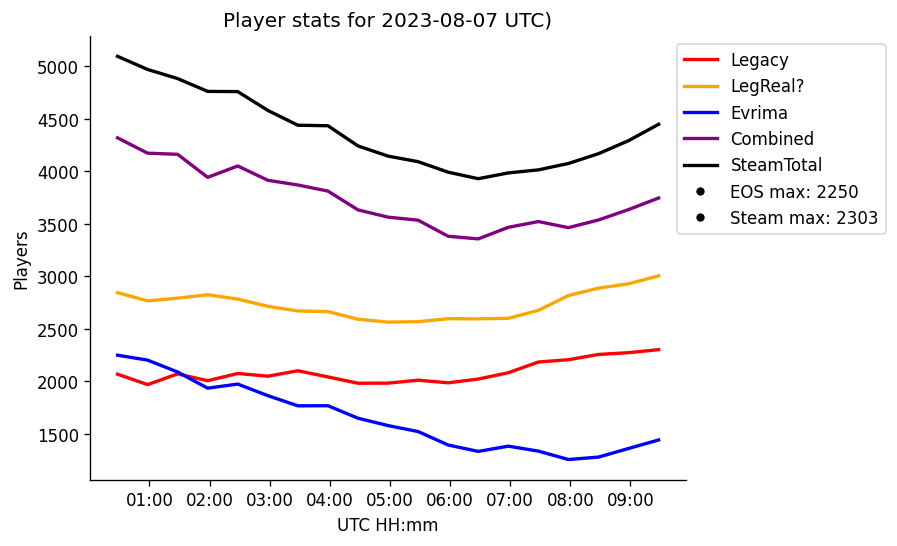 Player stats for 2023-08-07 UTC)
Players
5000
4500
4000
3500
3000
2500
2000
1500
01:00 02:00 03:00 04:00 05:00 06:00 07:00 08:00 09:00
UTC HH:mm
Legacy
LegReal?
Evrima
Combined
SteamTotal
EOS max: 2250
Steam max: 2303